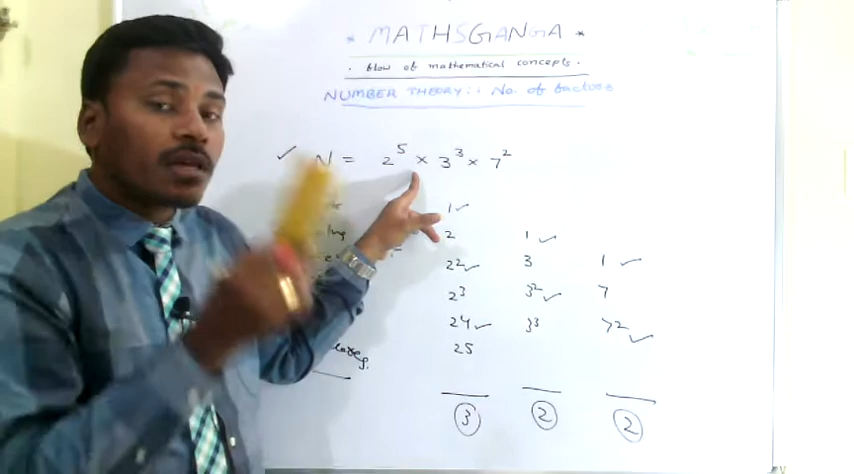 * MATHSGANGA *
. flow of mathematical concepts .
NUMBER THEORY :: No. of factors
✓ N = 2^5 × 3^3 × 7^2
1 ✓
2 1 ✓
2^2 ✓ 3 1 ✓
2^3 3^2 ✓ 7
2^4 ✓ 3^3 7^2 ✓
2^5
3 2 2